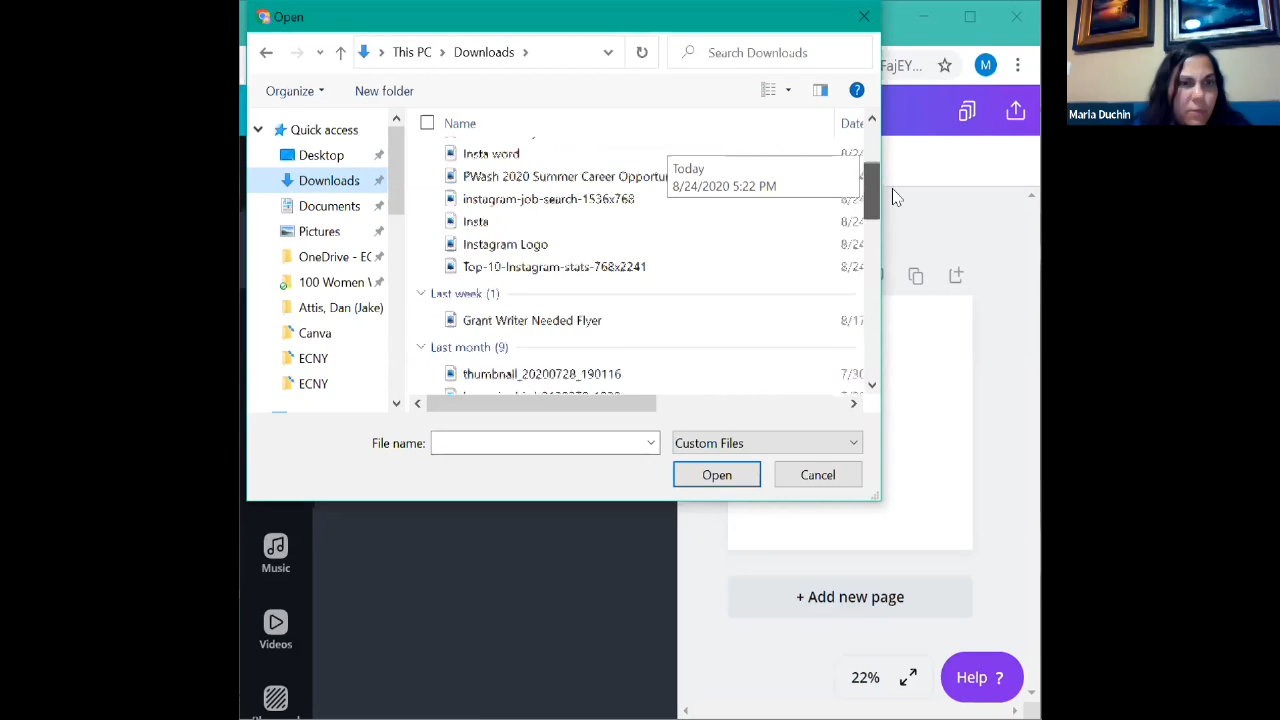 Open
This PC > Downloads >
Search Downloads
FajEY...
M
Organize
New folder
?
Quick access
Desktop
Downloads
Documents
Pictures
OneDrive - EC
100 Women
Attis, Dan (Jake)
Canva
ECNY
ECNY
Name
Date
Insta word
8/24
PWash 2020 Summer Career Opportu
instagram-job-search-1536x768
8/24
Insta
8/24
Instagram Logo
8/24
Top-10-Instagram-stats-768x2241
8/24
Today
8/24/2020 5:22 PM
Last week (1)
Grant Writer Needed Flyer
8/17
Last month (9)
thumbnail_20200728_190116
7/30
File name:
Custom Files
Open
Cancel
Music
Videos
+ Add new page
22%
Help ?
Marla Duchin